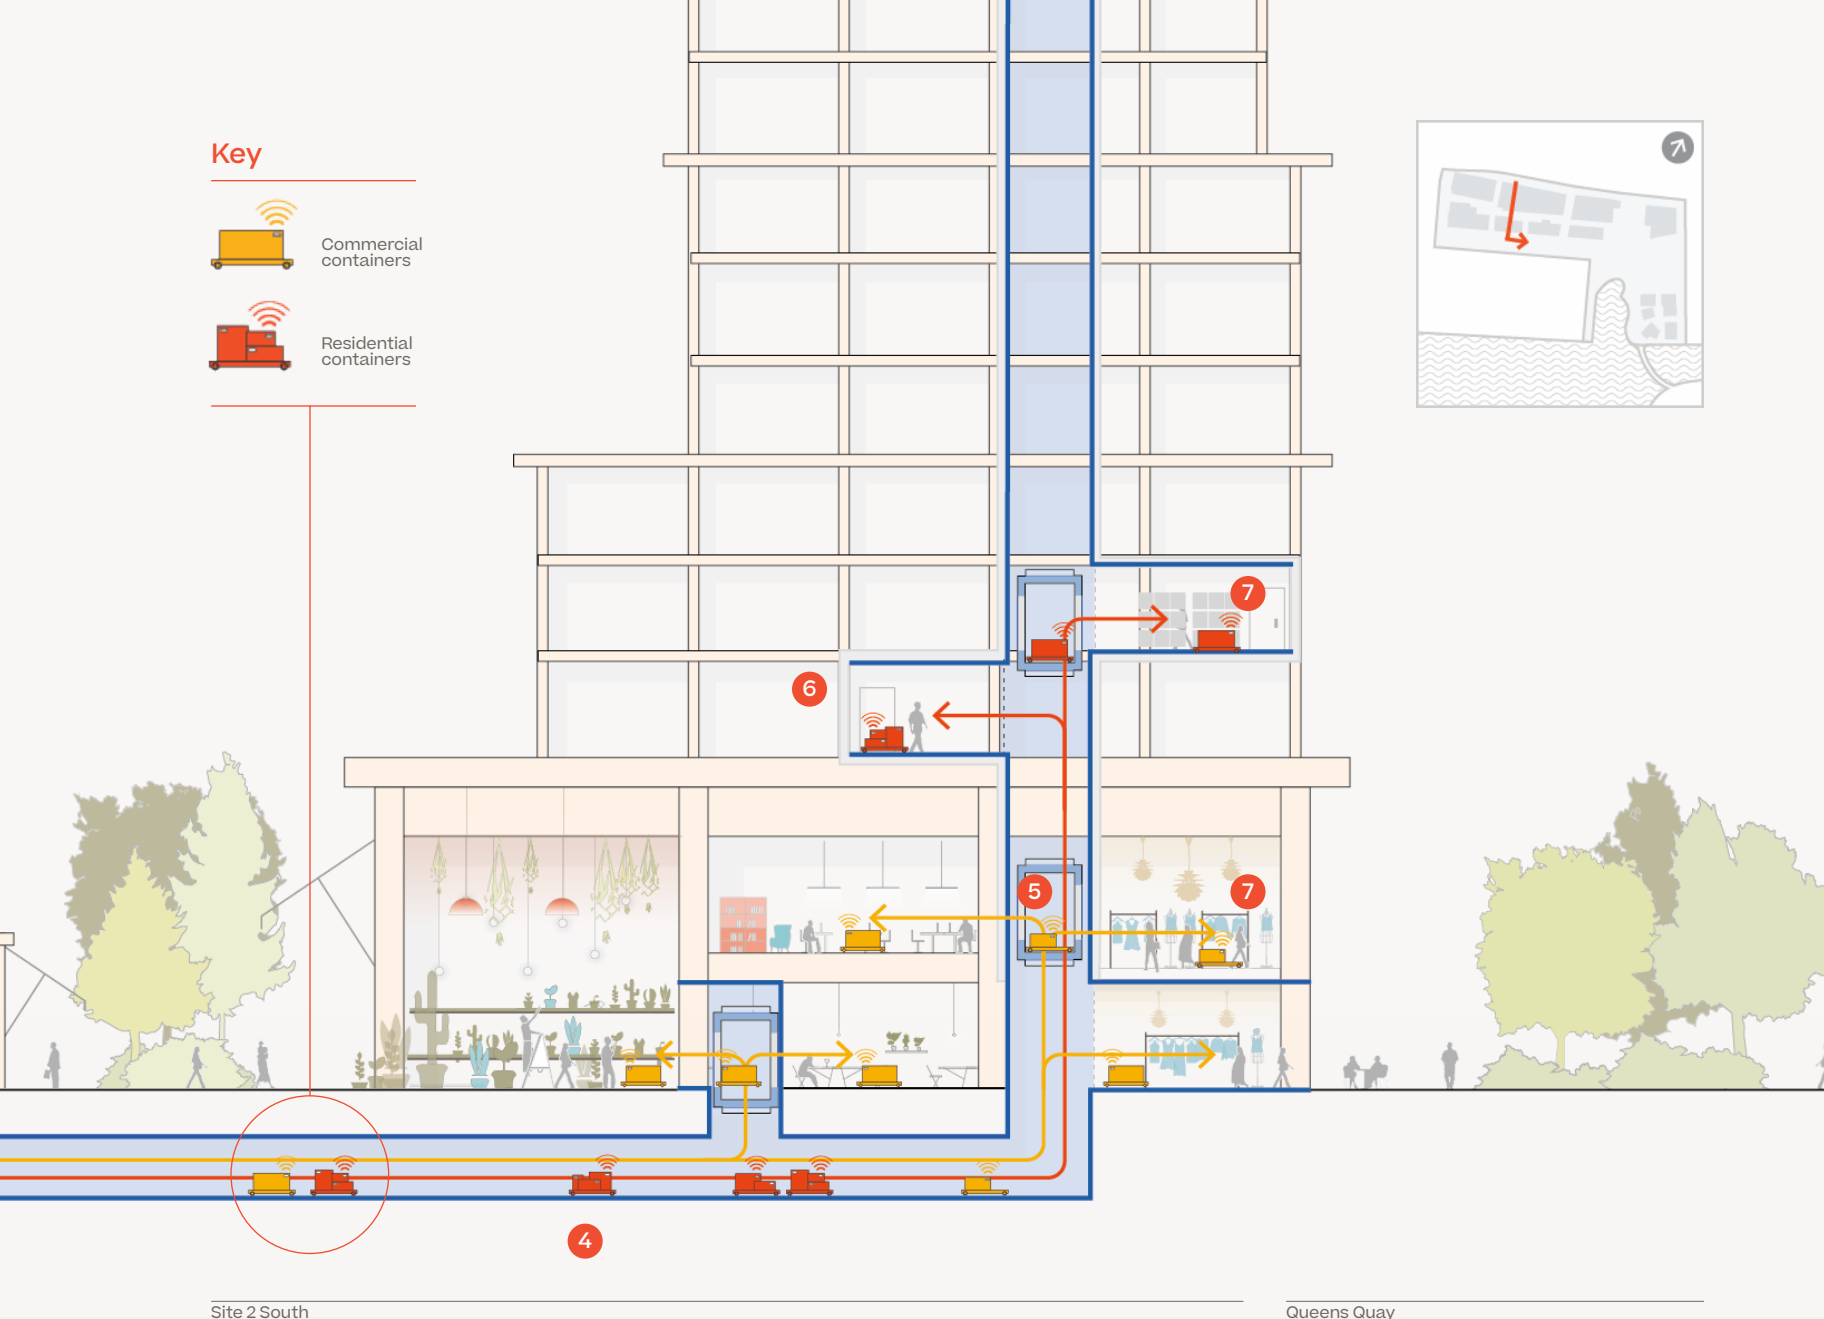 Key
Commercial
containers
Residential
containers
7
6
5
7
4
Site 2 South
Queens Quay